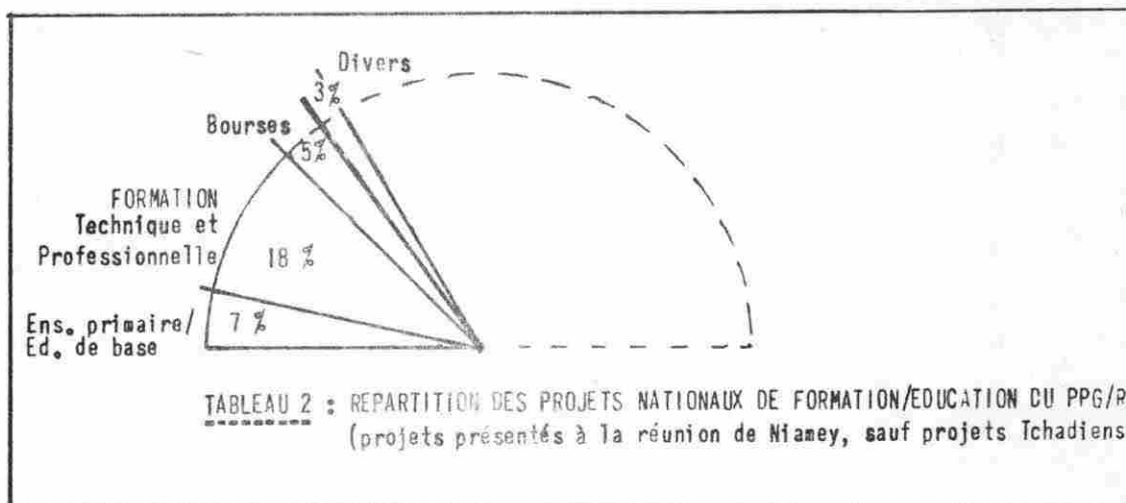 Divers
3%
Bourses
5%
FORMATION
Technique et
Professionnelle
18 %
Ens. primaire/
Ed. de base
7 %
TABLEAU 2 : REPARTITION DES PROJETS NATIONAUX DE FORMATION/EDUCATION DU PPG/R
(projets présentés à la réunion de Niamey, sauf projets Tchadiens